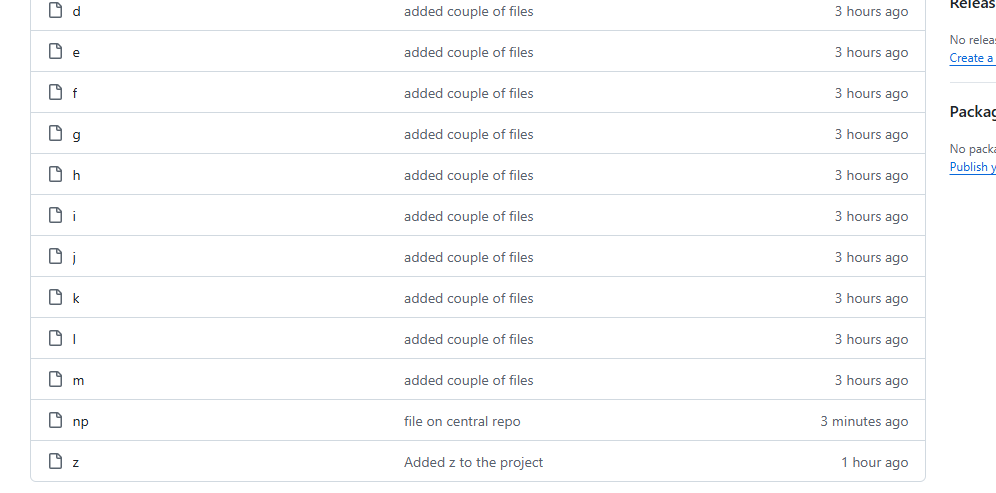 d added couple of files 3 hours ago
e added couple of files 3 hours ago
f added couple of files 3 hours ago
g added couple of files 3 hours ago
h added couple of files 3 hours ago
i added couple of files 3 hours ago
j added couple of files 3 hours ago
k added couple of files 3 hours ago
l added couple of files 3 hours ago
m added couple of files 3 hours ago
np file on central repo 3 minutes ago
z Added z to the project 1 hour ago
No
Create a
No
Publish